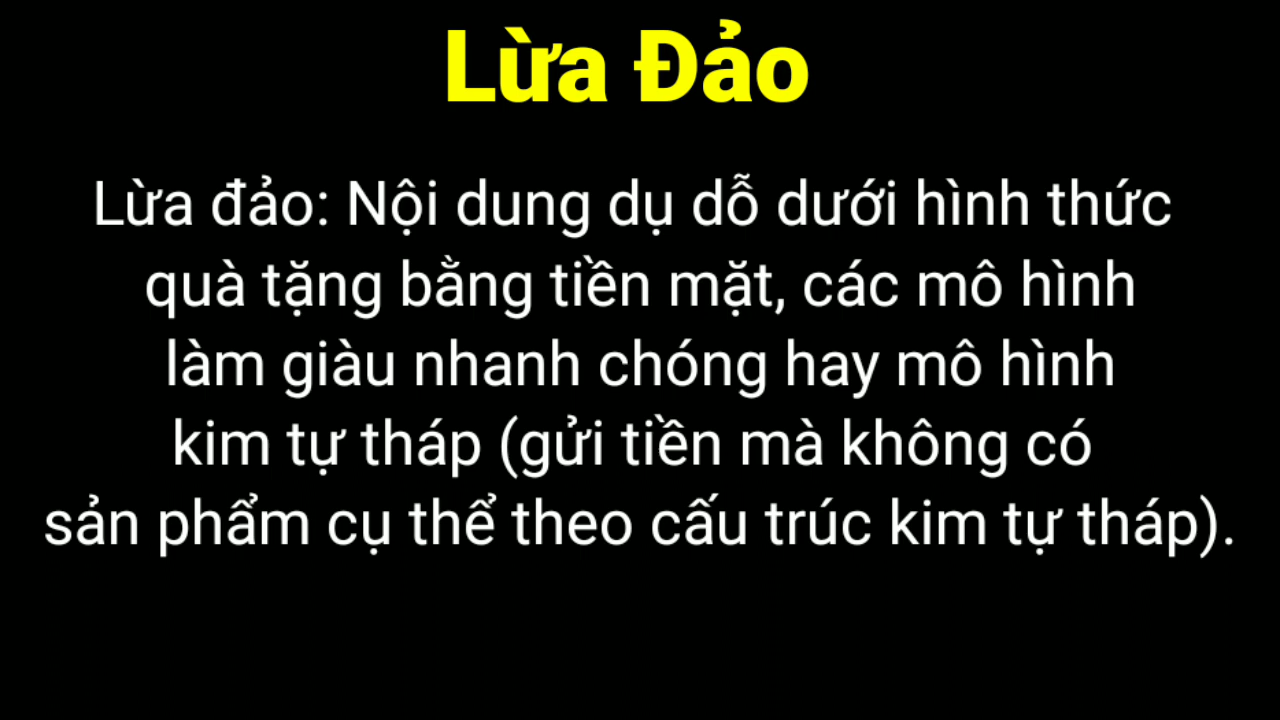 Lừa Đảo
Lừa đảo: Nội dung dụ dỗ dưới hình thức
quà tặng bằng tiền mặt, các mô hình
làm giàu nhanh chóng hay mô hình
kim tự tháp (gửi tiền mà không có
sản phẩm cụ thể theo cấu trúc kim tự tháp).